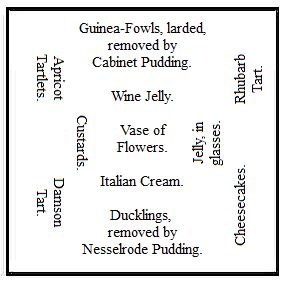 Guinea-Fowls, larded,
removed by
Cabinet Pudding.
Apricot
Tartlets.
Rhubarb
Tart.
Wine Jelly.
Custards.
Vase of
Flowers.
Jelly, in
glasses.
Italian Cream.
Damson
Tart.
Cheesecakes.
Ducklings,
removed by
Nesselrode Pudding.